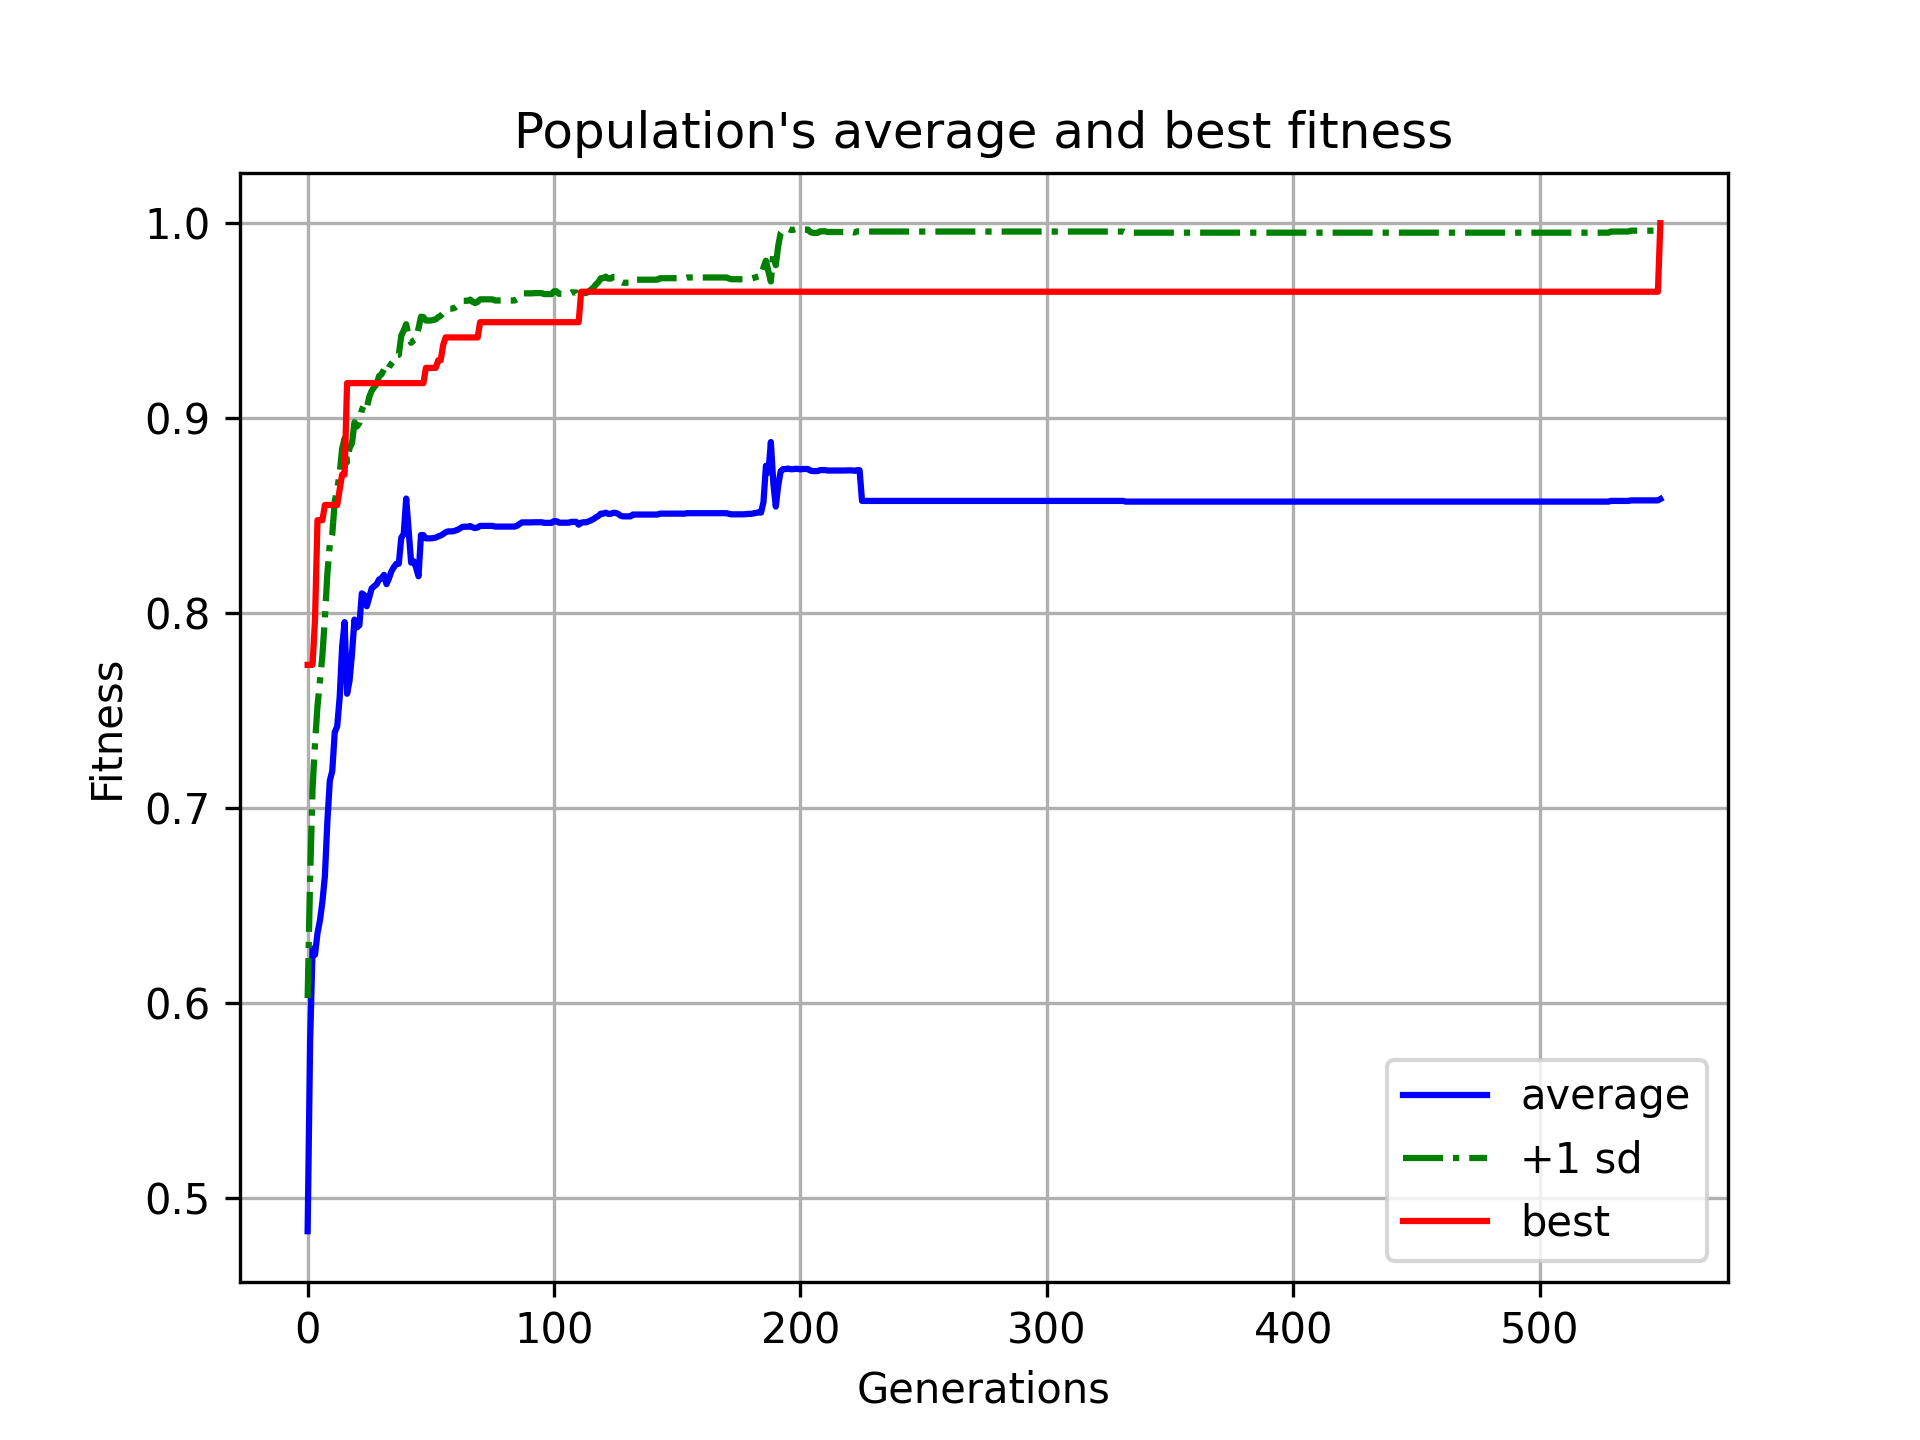 Population's average and best fitness
1.0
0.9
0.8
0.7
0.6
0.5
Fitness
0 100 200 300 400 500
Generations
average
+1 sd
best